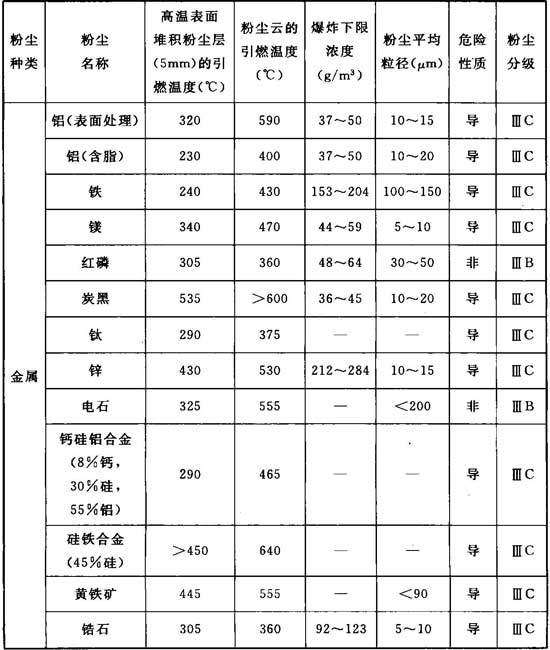 粉尘种类 粉尘名称 高温表面堆积粉尘层(5mm)的引燃温度(℃) 粉尘云的引燃温度(℃) 爆炸下限浓度(g/m³) 粉尘平均粒径(μm) 危险性质 粉尘分级
金属
铝(表面处理) 320 590 37~50 10~15 导 ⅢC
铝(含脂) 230 400 37~50 10~20 导 ⅢC
铁 240 430 153~204 100~150 导 ⅢC
镁 340 470 44~59 5~10 导 ⅢC
红磷 305 360 48~64 30~50 非 ⅢB
炭黑 535 >600 36~45 10~20 导 ⅢC
钛 290 375 — — 导 ⅢC
锌 430 530 212~284 10~15 导 ⅢC
电石 325 555 — <200 非 ⅢB
钙硅铝合金(8%钙,30%硅,55%铝) 290 465 — — 导 ⅢC
硅铁合金(45%硅) >450 640 — — 导 ⅢC
黄铁矿 445 555 — <90 导 ⅢC
锆石 305 360 92~123 5~10 导 ⅢC